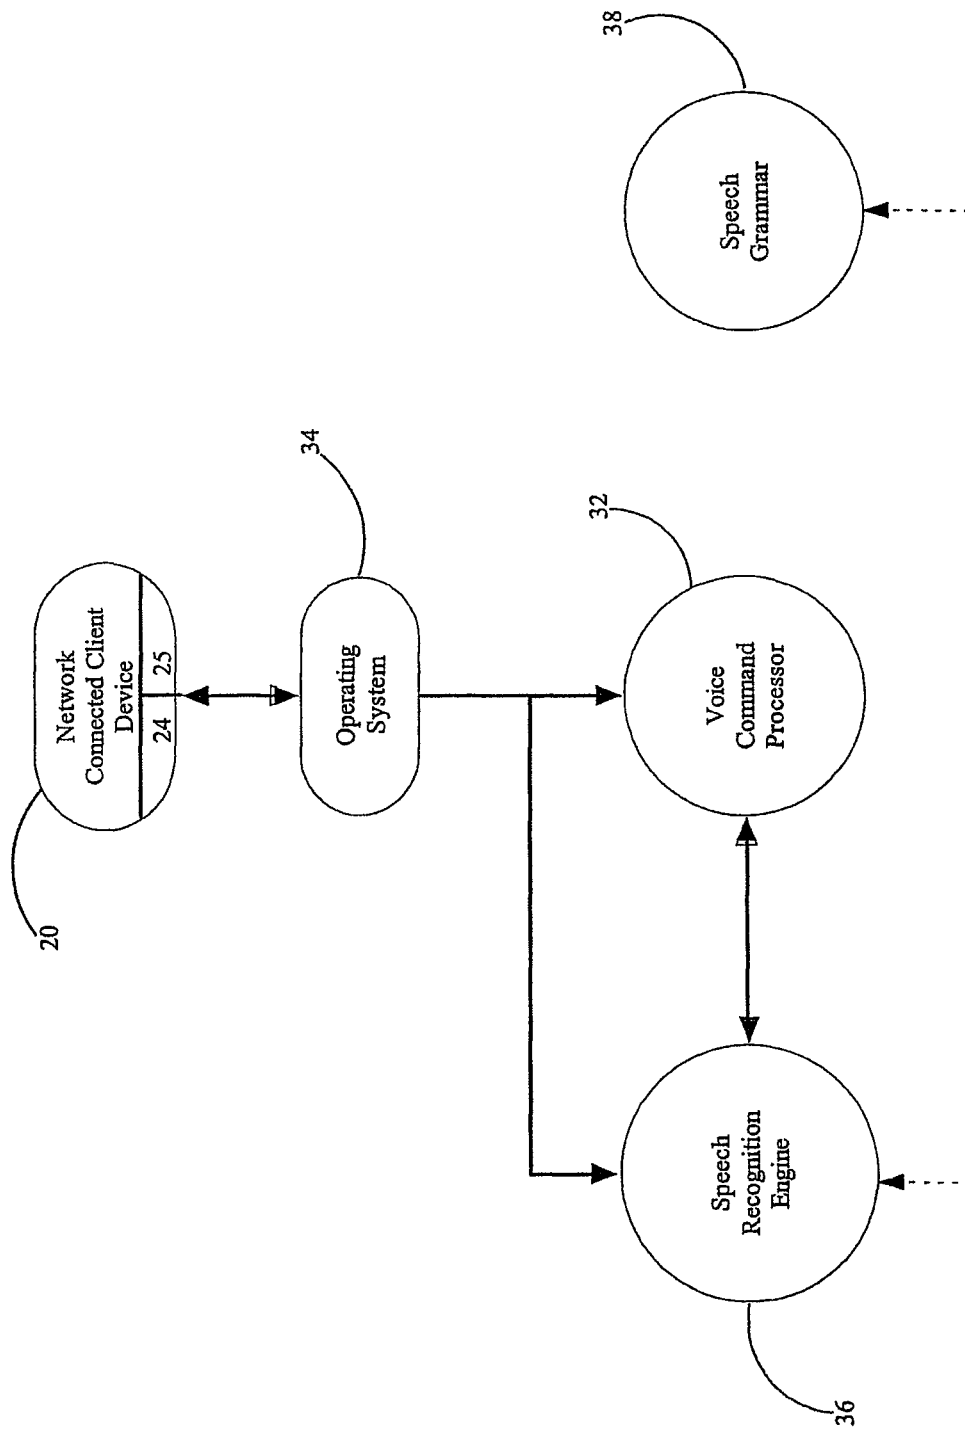 20
Network
Connected Client
Device
24 25
34
Operating
System
32
38
Speech
Recognition
Engine
Voice
Command
Processor
Speech
Grammar
36